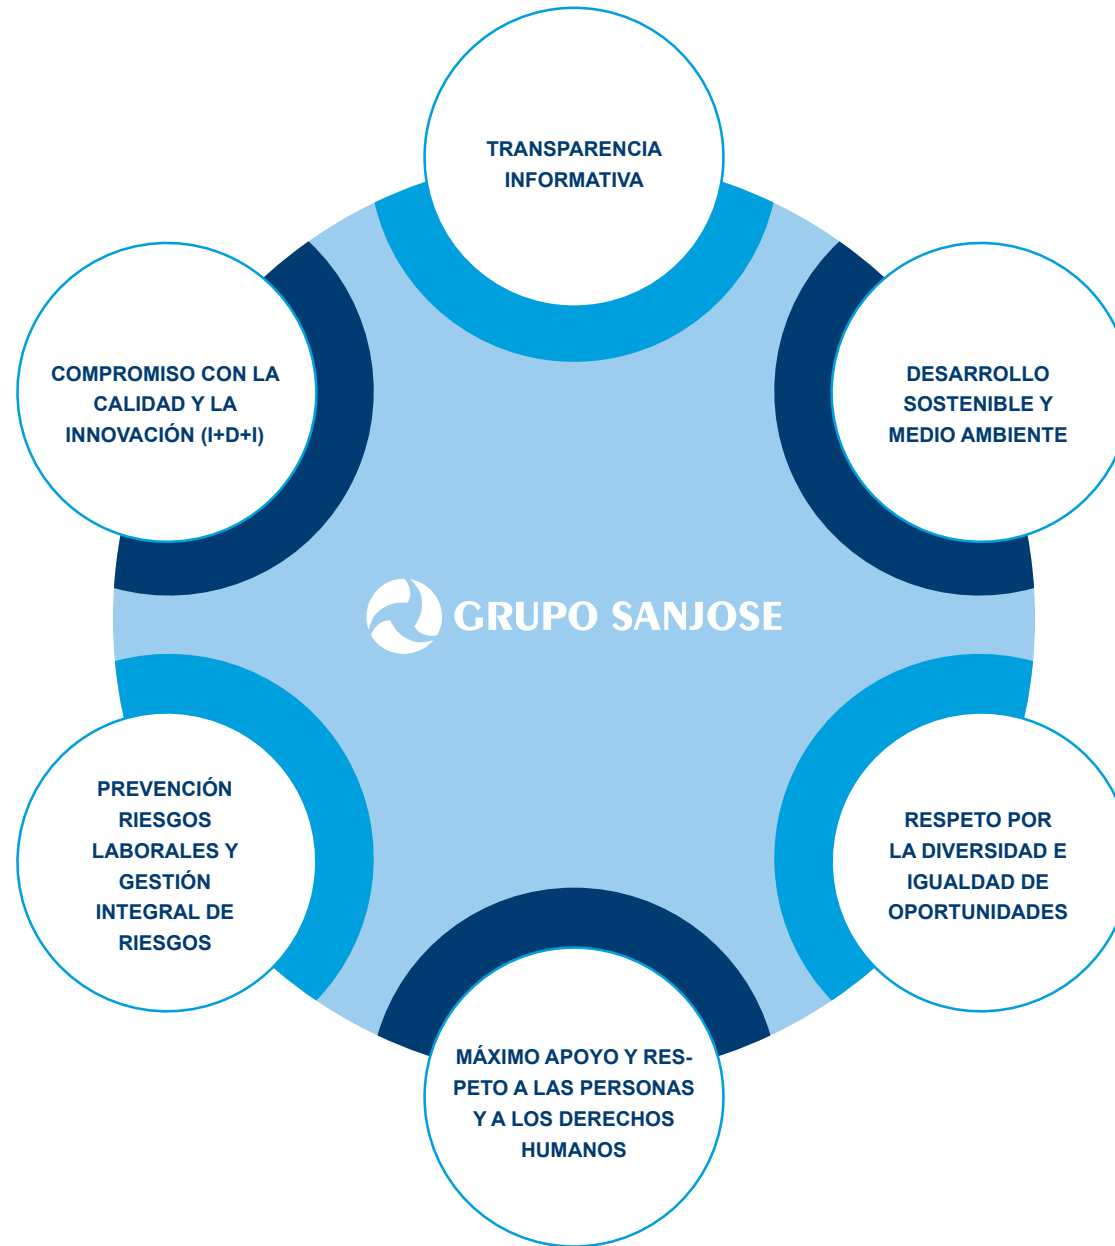 TRANSPARENCIA
INFORMATIVA
COMPROMISO CON LA
CALIDAD Y LA
INNOVACIÓN (I+D+I)
DESARROLLO
SOSTENIBLE Y
MEDIO AMBIENTE
GRUPO SANJOSE
PREVENCIÓN
RIESGOS
LABORALES Y
GESTIÓN
INTEGRAL DE
RIESGOS
RESPETO POR
LA DIVERSIDAD E
IGUALDAD DE
OPORTUNIDADES
MÁXIMO APOYO Y RES-
PETO A LAS PERSONAS
Y A LOS DERECHOS
HUMANOS